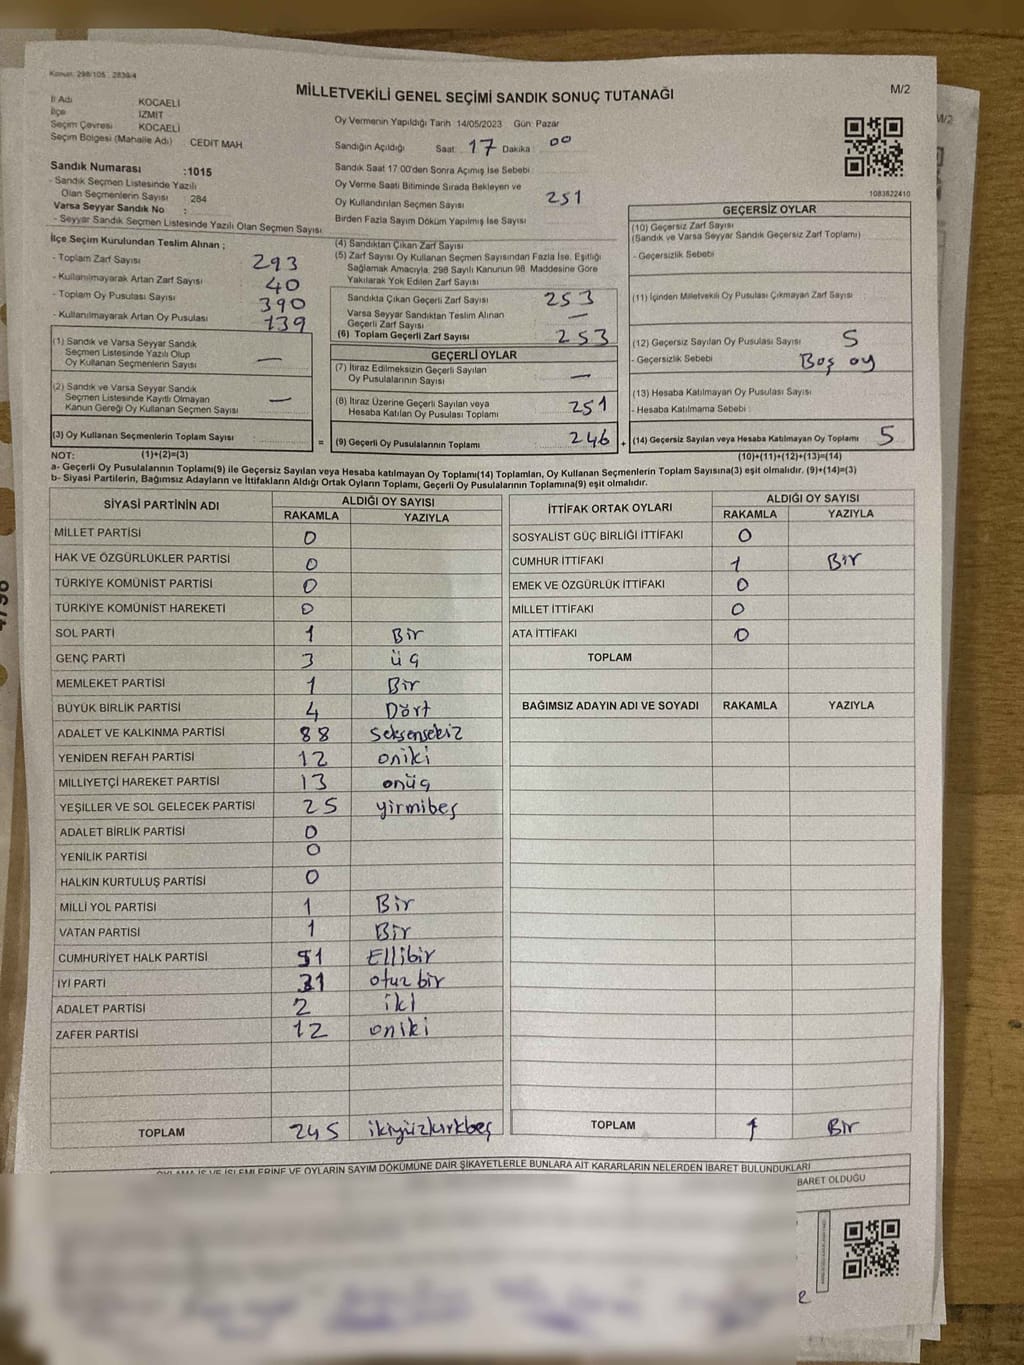 Kanun: 298/105 2839/4
M/2
MİLLETVEKİLİ GENEL SEÇİMİ SANDIK SONUÇ TUTANAĞI
İl Adı KOCAELİ
İlçe İZMİT
Seçim Çevresi KOCAELİ
Seçim Bölgesi (Mahalle Adı) CEDİT MAH
Sandık Numarası :1015
- Sandık Seçmen Listesinde Yazılı
Olan Seçmenlerin Sayısı : 284
Varsa Seyyar Sandık No :
- Seyyar Sandık Seçmen Listesinde Yazılı Olan Seçmen Sayısı
Oy Vermenin Yapıldığı Tarih :14/05/2023 Gün: Pazar
Sandığın Açıldığı Saat: 17 Dakika : 00
Sandık Saat 17:00'den Sonra Açımış İse Sebebi
Oy Verme Saati Bitiminde Sırada Bekleyen ve
Oy Kullandırılan Seçmen Sayısı 251
Birden Fazla Sayım Döküm Yapılmış İse Sayısı
1083622410
İlçe Seçim Kurulundan Teslim Alınan ;
- Toplam Zarf Sayısı 293
- Kullanılmayarak Artan Zarf Sayısı 40
- Toplam Oy Pusulası Sayısı 390
- Kullanılmayarak Artan Oy Pusulası 139
(1) Sandık ve Varsa Seyyar Sandık
Seçmen Listesinde Yazılı Olup
Oy Kullanan Seçmenlerin Sayısı —
(2) Sandık ve Varsa Seyyar Sandık
Seçmen Listesinde Kayıtlı Olmayan
Kanun Gereği Oy Kullanan Seçmen Sayısı —
(3) Oy Kullanan Seçmenlerin Toplam Sayısı =
(4) Sandıktan Çıkan Zarf Sayısı
(5) Zarf Sayısı Oy Kullanan Seçmen Sayısından Fazla İse, Eşitliği
Sağlamak Amacıyla, 298 Sayılı Kanunun 98. Maddesine Göre
Yakılarak Yok Edilen Zarf Sayısı
Sandıkta Çıkan Geçerli Zarf Sayısı 253
Varsa Seyyar Sandıktan Teslim Alınan
Geçerli Zarf Sayısı —
(6) Toplam Geçerli Zarf Sayısı 253
GEÇERLİ OYLAR
(7) İtiraz Edilmeksizin Geçerli Sayılan
Oy Pusulalarının Sayısı —
(8) İtiraz Üzerine Geçerli Sayılan veya
Hesaba Katılan Oy Pusulası Toplamı 251
(9) Geçerli Oy Pusulalarının Toplamı 246 +
GEÇERSİZ OYLAR
(10) Geçersiz Zarf Sayısı
(Sandık ve Varsa Seyyar Sandık Geçersiz Zarf Toplamı)
- Geçersizlik Sebebi
(11) İçinden Milletvekili Oy Pusulası Çıkmayan Zarf Sayısı
(12) Geçersiz Sayılan Oy Pusulası Sayısı 5
- Geçersizlik Sebebi Boş oy
(13) Hesaba Katılmayan Oy Pusulası Sayısı
- Hesaba Katılmama Sebebi :
(14) Geçersiz Sayılan veya Hesaba Katılmayan Oy Toplamı 5
NOT: (1)+(2)=(3) (10)+(11)+(12)+(13)=(14)
a- Geçerli Oy Pusulalarının Toplamı(9) ile Geçersiz Sayılan veya Hesaba katılmayan Oy Toplamı(14) Toplamları, Oy Kullanan Seçmenlerin Toplam Sayısına(3) eşit olmalıdır. (9)+(14)=(3)
b- Siyasi Partilerin, Bağımsız Adayların ve İttifakların Aldığı Ortak Oyların Toplamı, Geçerli Oy Pusulalarının Toplamına(9) eşit olmalıdır.
SİYASİ PARTİNİN ADI ALDIĞI OY SAYISI
RAKAMLA YAZIYLA
MİLLET PARTİSİ 0
HAK VE ÖZGÜRLÜKLER PARTİSİ 0
TÜRKİYE KOMÜNİST PARTİSİ 0
TÜRKİYE KOMÜNİST HAREKETİ 0
SOL PARTİ 1 Bir
GENÇ PARTİ 3 üç
MEMLEKET PARTİSİ 1 Bir
BÜYÜK BİRLİK PARTİSİ 4 Dört
ADALET VE KALKINMA PARTİSİ 88 Seksensekiz
YENİDEN REFAH PARTİSİ 12 oniki
MİLLİYETÇİ HAREKET PARTİSİ 13 onüç
YEŞİLLER VE SOL GELECEK PARTİSİ 25 yirmibeş
ADALET BİRLİK PARTİSİ 0
YENİLİK PARTİSİ 0
HALKIN KURTULUŞ PARTİSİ 0
MİLLİ YOL PARTİSİ 1 Bir
VATAN PARTİSİ 1 Bir
CUMHURİYET HALK PARTİSİ 51 Ellibir
İYİ PARTİ 31 otuz bir
ADALET PARTİSİ 2 iki
ZAFER PARTİSİ 12 oniki
TOPLAM 245 ikiyüzkırkbeş
İTTİFAK ORTAK OYLARI ALDIĞI OY SAYISI
RAKAMLA YAZIYLA
SOSYALİST GÜÇ BİRLİĞİ İTTİFAKI 0
CUMHUR İTTİFAKI 1 Bir
EMEK VE ÖZGÜRLÜK İTTİFAKI 0
MİLLET İTTİFAKI 0
ATA İTTİFAKI 0
TOPLAM
BAĞIMSIZ ADAYIN ADI VE SOYADI RAKAMLA YAZIYLA
TOPLAM 1 Bir
OYLAMA İŞ VE İŞLEMLERİNE VE OYLARIN SAYIM DÖKÜMÜNE DAİR ŞİKAYETLERLE BUNLARA AİT KARARLARIN NELERDEN İBARET BULUNDUKLARI
BARET OLDUĞU
M/2